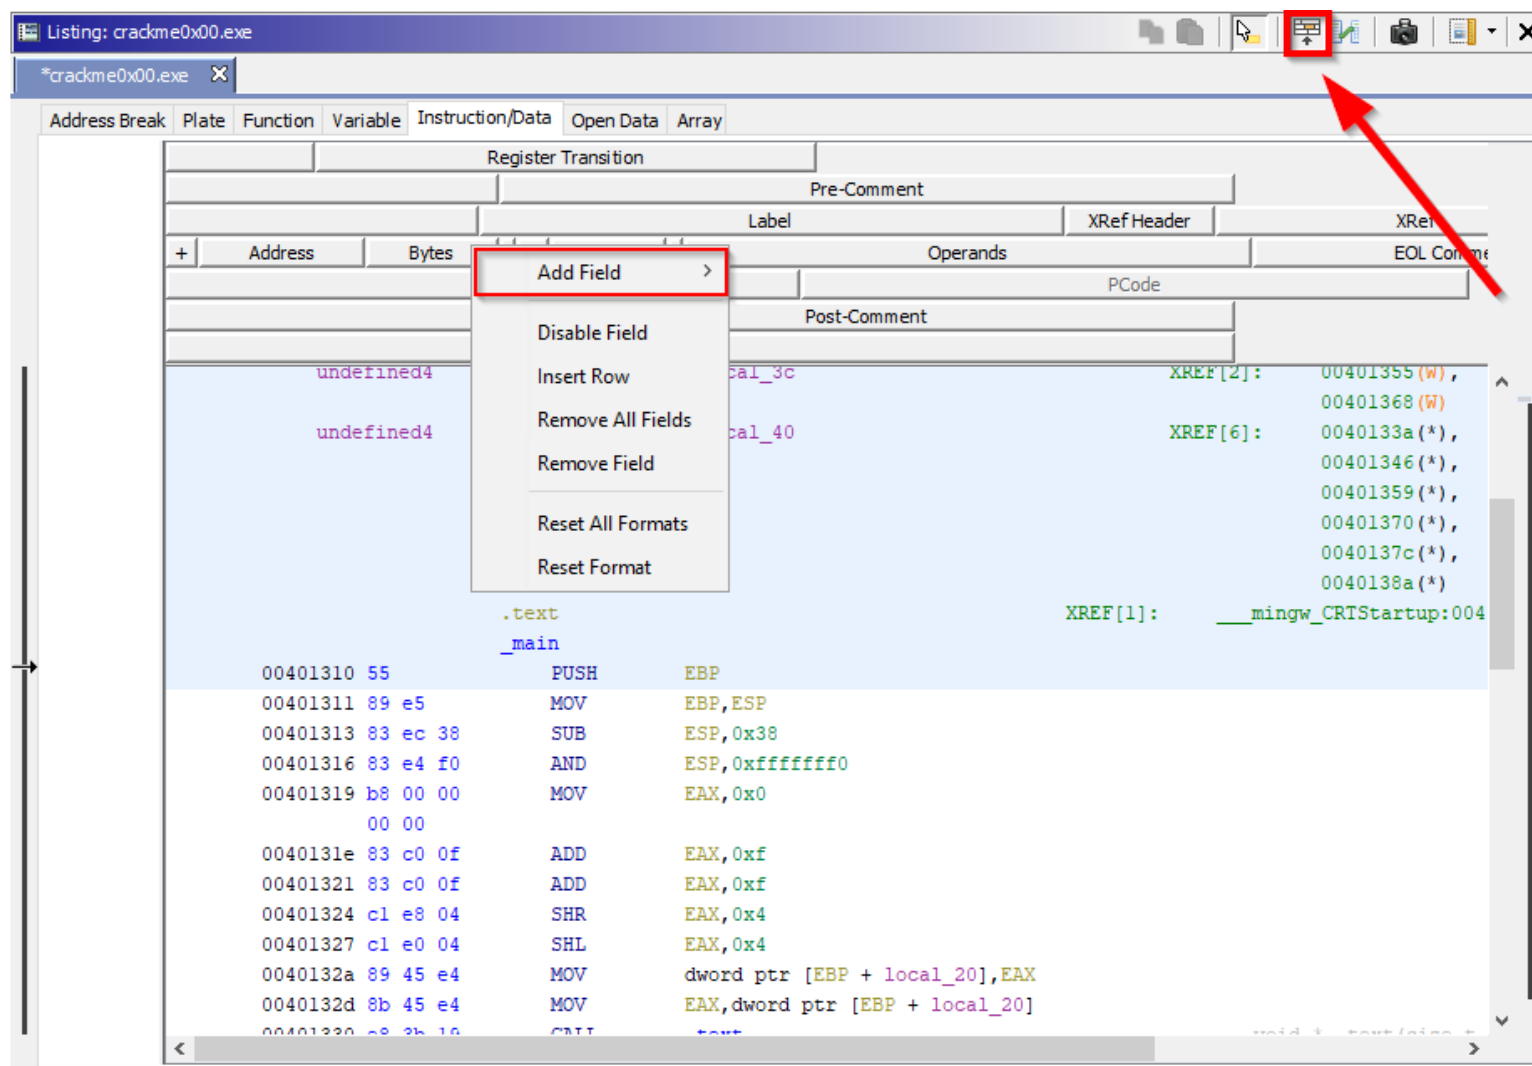 Listing: crackme0x00.exe
*crackme0x00.exe
Address Break Plate Function Variable Instruction/Data Open Data Array
Register Transition
Pre-Comment
Label XRef Header XRef
+ Address Bytes Operands EOL Comme
Add Field
PCode
Disable Field Post-Comment
undefined4 cal_3c XREF[2]: 00401355(W),
Insert Row
00401368(W)
Remove All Fields
undefined4 cal_40 XREF[6]: 0040133a(*),
Remove Field
00401346(*),
00401359(*),
Reset All Formats
00401370(*),
0040137c(*),
Reset Format
0040138a(*)
.text XREF[1]: ___mingw_CRTStartup:004
_main
00401310 55 PUSH EBP
00401311 89 e5 MOV EBP,ESP
00401313 83 ec 38 SUB ESP,0x38
00401316 83 e4 f0 AND ESP,0xfffffff0
00401319 b8 00 00 MOV EAX,0x0
00 00
0040131e 83 c0 0f ADD EAX,0xf
00401321 83 c0 0f ADD EAX,0xf
00401324 c1 e8 04 SHR EAX,0x4
00401327 c1 e0 04 SHL EAX,0x4
0040132a 89 45 e4 MOV dword ptr [EBP + local_20],EAX
0040132d 8b 45 e4 MOV EAX,dword ptr [EBP + local_20]